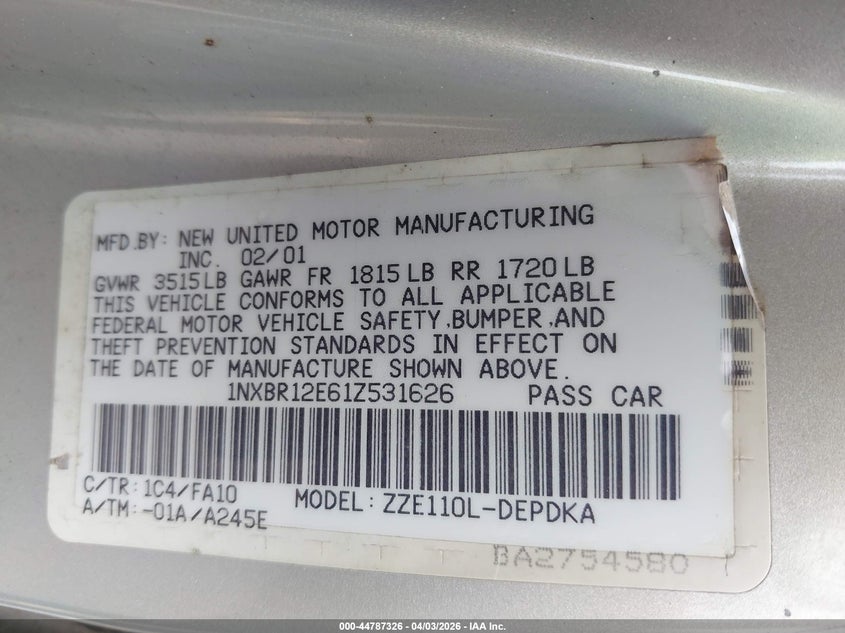 MFD.BY: NEW UNITED MOTOR MANUFACTURING
INC. 02/01
GVWR 3515LB GAWR FR 1815LB RR 1720LB
THIS VEHICLE CONFORMS TO ALL APPLICABLE
FEDERAL MOTOR VEHICLE SAFETY,BUMPER,AND
THEFT PREVENTION STANDARDS IN EFFECT ON
THE DATE OF MANUFACTURE SHOWN ABOVE.
1NXBR12E61Z531626 PASS CAR
C/TR:1C4/FA10 MODEL:ZZE110L-DEPDKA
A/TM:-01A/A245E
BA2754580
000-44787326 - 04/03/2026 - IAA Inc.